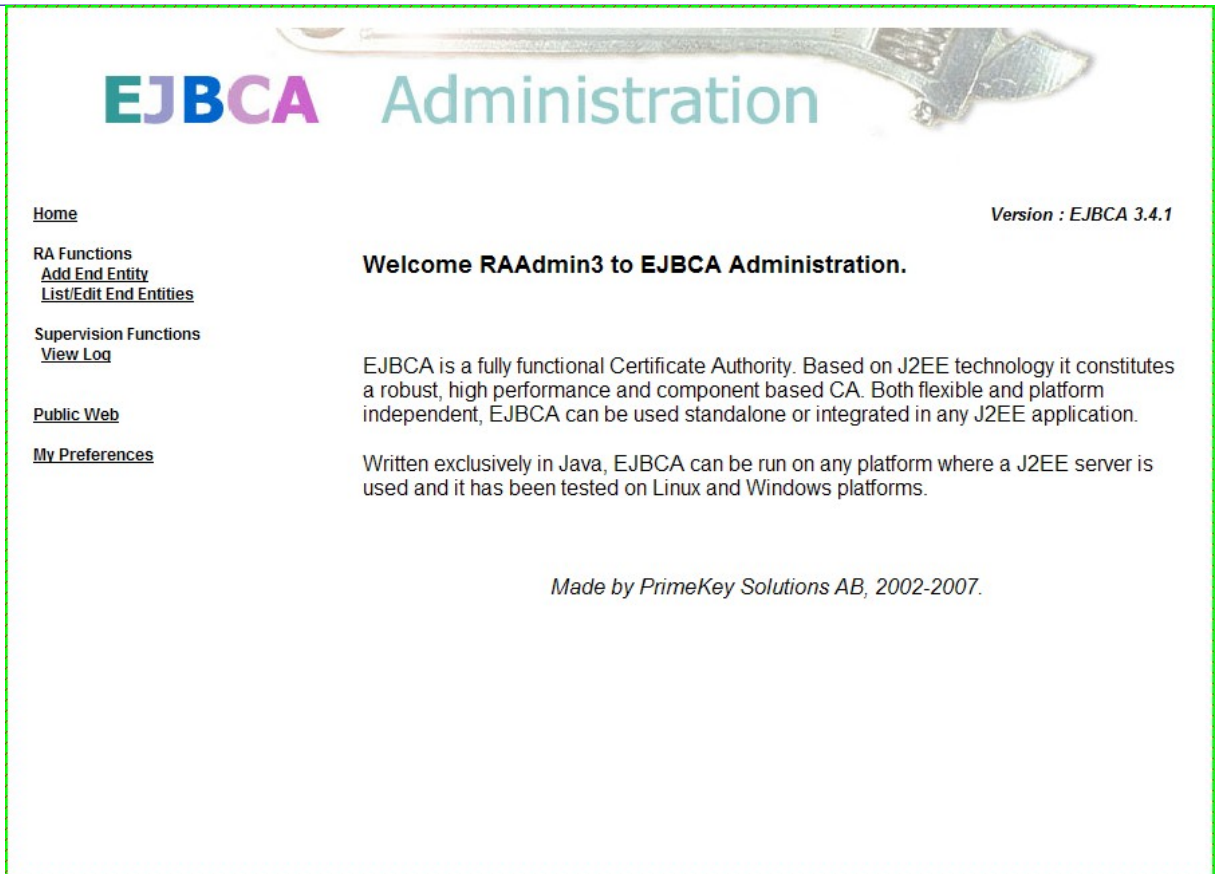 EJBCA Administration
Home
Version : EJBCA 3.4.1
RA Functions
Add End Entity
List/Edit End Entities
Supervision Functions
View Log
Public Web
My Preferences
Welcome RAAdmin3 to EJBCA Administration.
EJBCA is a fully functional Certificate Authority. Based on J2EE technology it constitutes
a robust, high performance and component based CA. Both flexible and platform
independent, EJBCA can be used standalone or integrated in any J2EE application.
Written exclusively in Java, EJBCA can be run on any platform where a J2EE server is
used and it has been tested on Linux and Windows platforms.
Made by PrimeKey Solutions AB, 2002-2007.